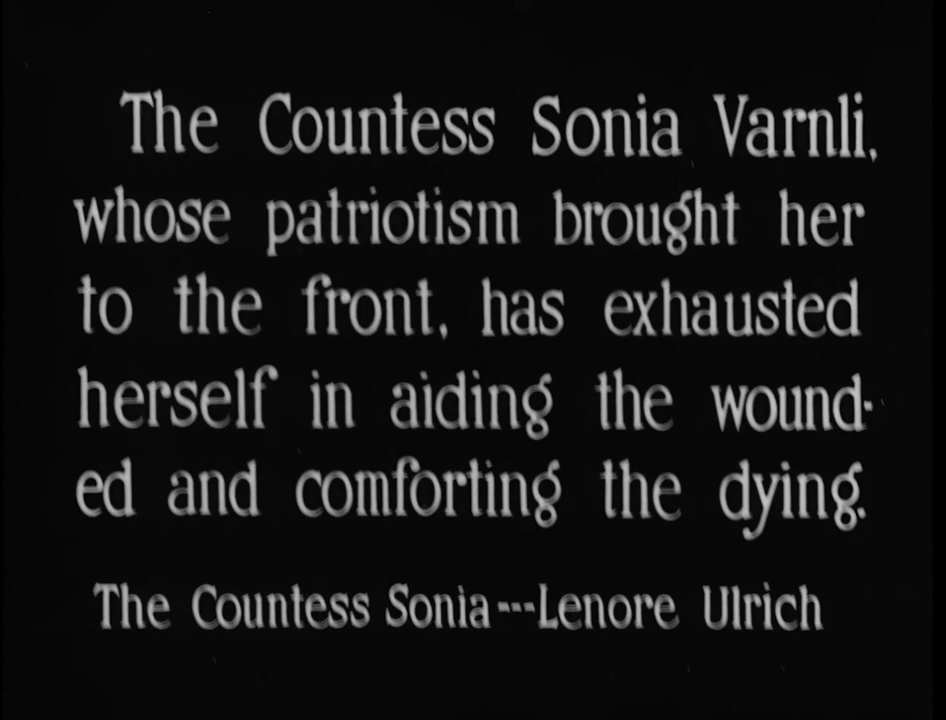 The Countess Sonia Varnli,
whose patriotism brought her
to the front, has exhausted
herself in aiding the wound-
ed and comforting the dying.
The Countess Sonia---Lenore Ulrich